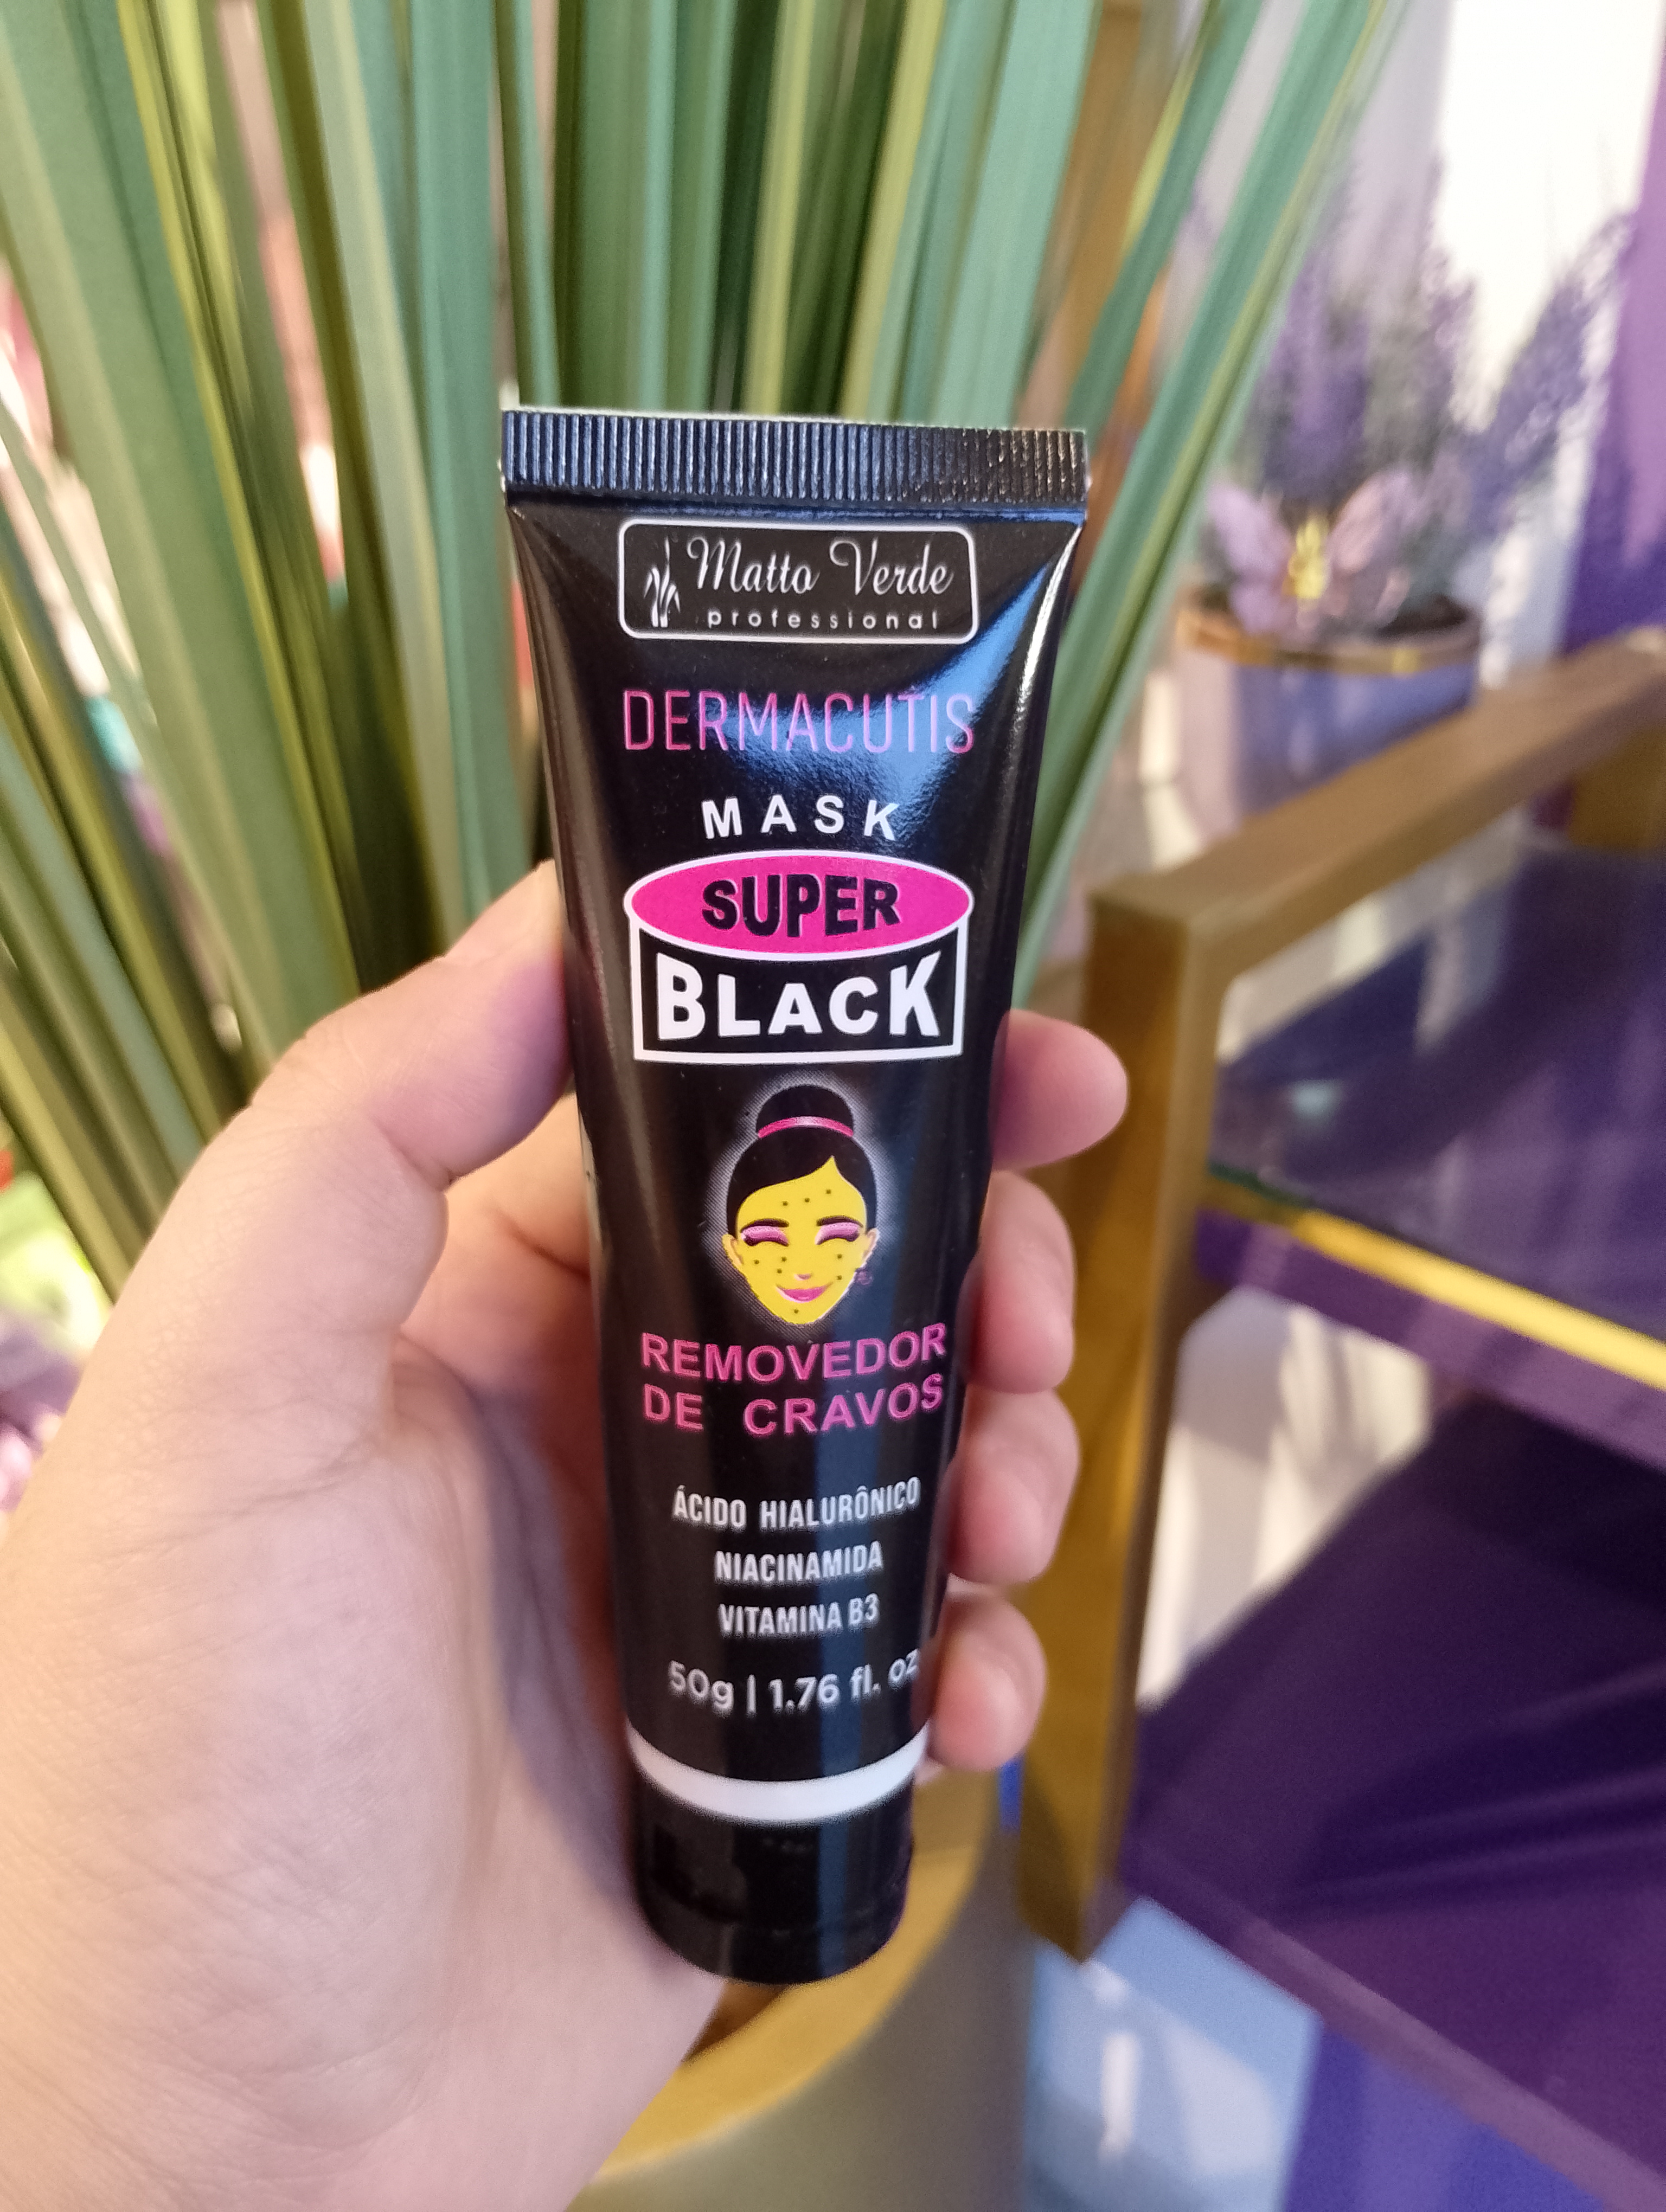 Matto Verde
professional
DERMACUTIS
MASK
SUPER
BLACK
REMOVEDOR
DE CRAVOS
ÁCIDO HIALURÔNICO
NIACINAMIDA
VITAMINA B3
50g | 1.76 fl. oz